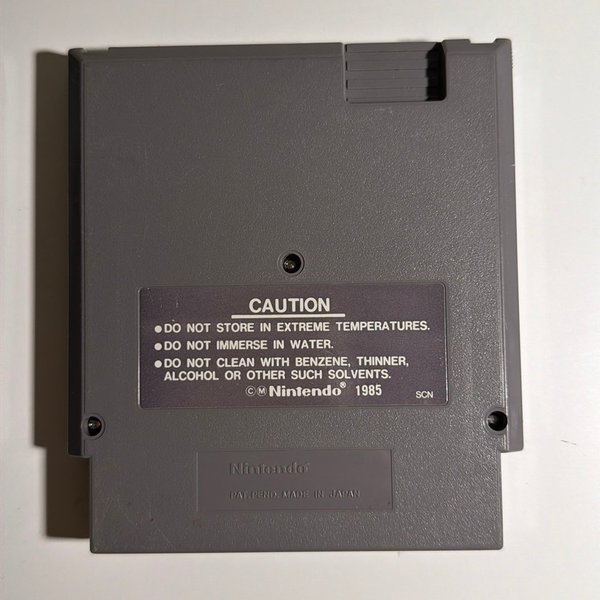 CAUTION
●DO NOT STORE IN EXTREME TEMPERATURES.
●DO NOT IMMERSE IN WATER.
●DO NOT CLEAN WITH BENZENE, THINNER,
ALCOHOL OR OTHER SUCH SOLVENTS.
ⒸⓂNintendo® 1985 SCN
Nintendo®
PAT. PEND. MADE IN JAPAN